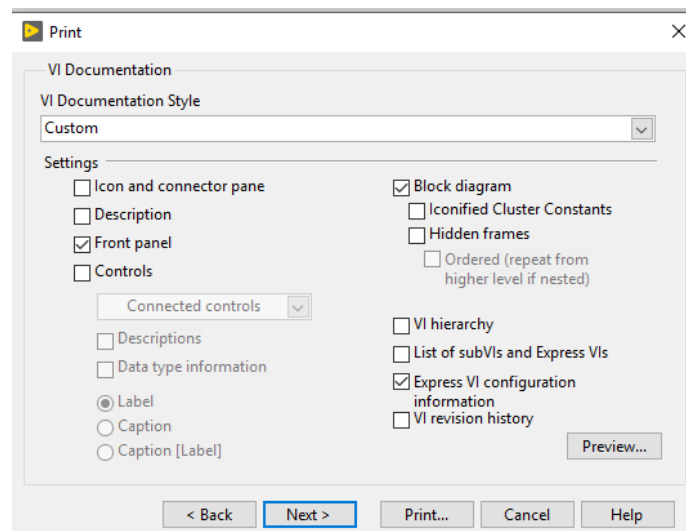 Print
VI Documentation
VI Documentation Style
Custom
Settings
Icon and connector pane
Description
Front panel
Controls
Connected controls
Descriptions
Data type information
Label
Caption
Caption [Label]
Block diagram
Iconified Cluster Constants
Hidden frames
Ordered (repeat from
higher level if nested)
VI hierarchy
List of subVIs and Express VIs
Express VI configuration
information
VI revision history
Preview...
< Back
Next >
Print...
Cancel
Help